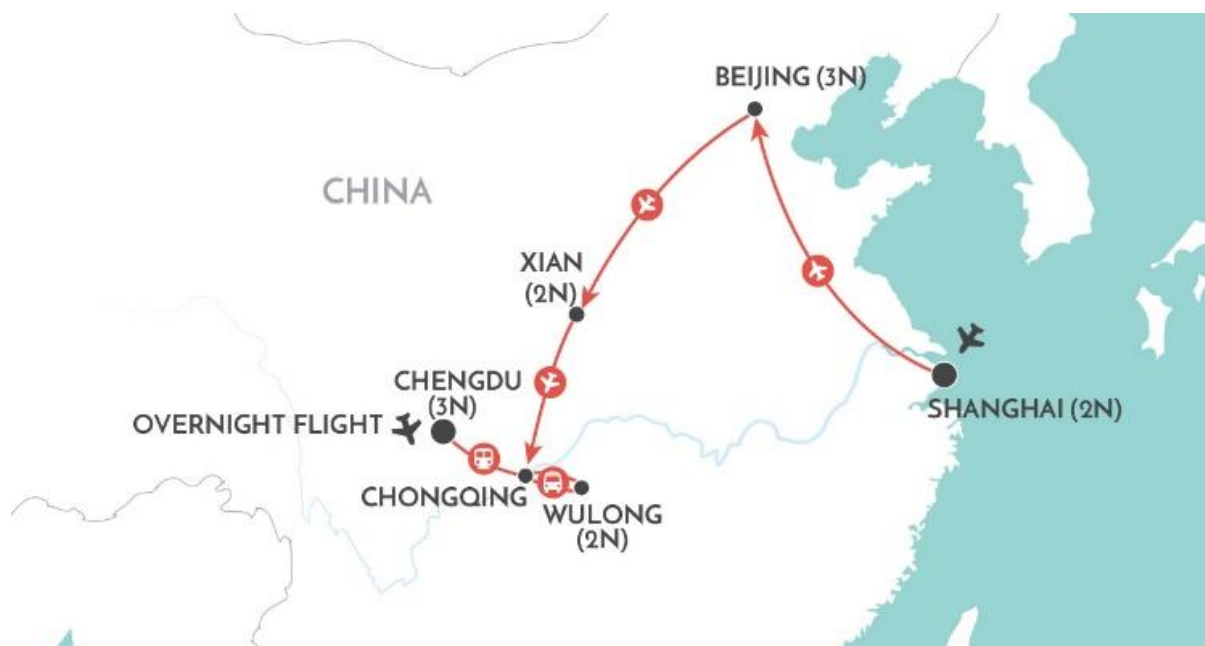 BEIJING (3N)
CHINA
XIAN
(2N)
CHENGDU
(3N)
OVERNIGHT FLIGHT
SHANGHAI (2N)
CHONGQING
WULONG
(2N)